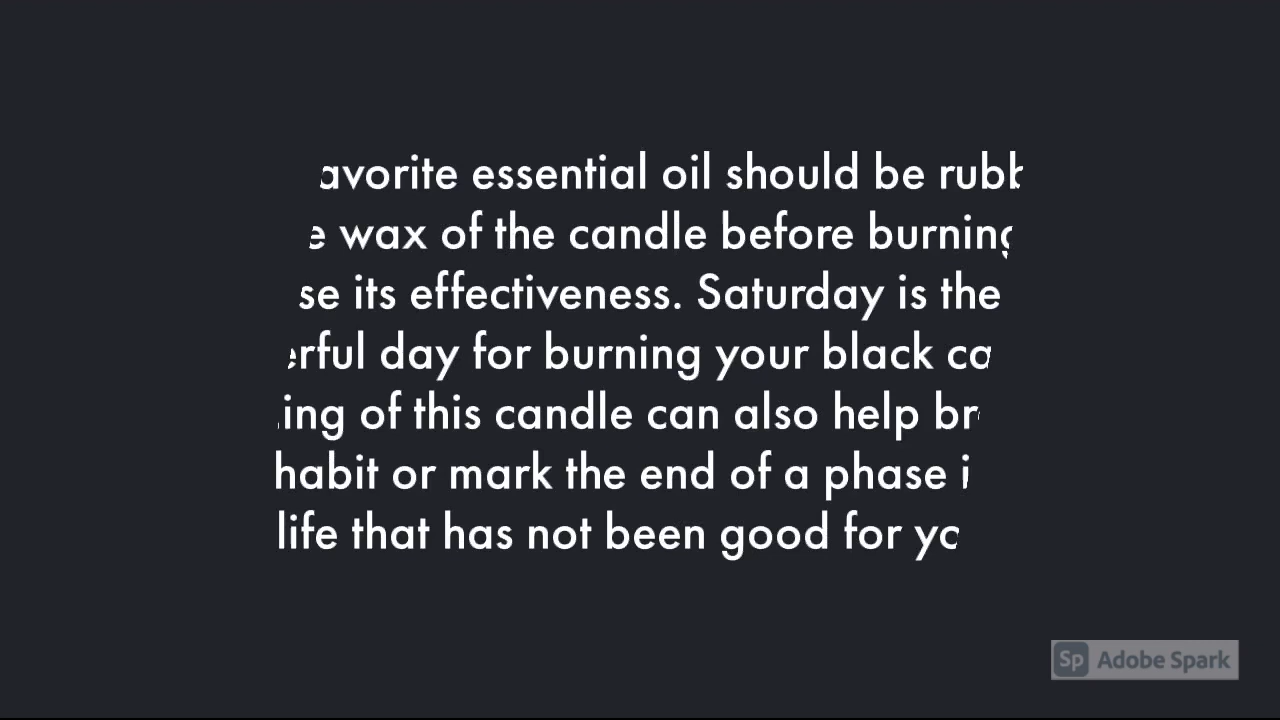 avorite essential oil should be rubb
e wax of the candle before burning
se its effectiveness. Saturday is the
erful day for burning your black ca
ing of this candle can also help br
habit or mark the end of a phase i
life that has not been good for yo
Sp Adobe Spark